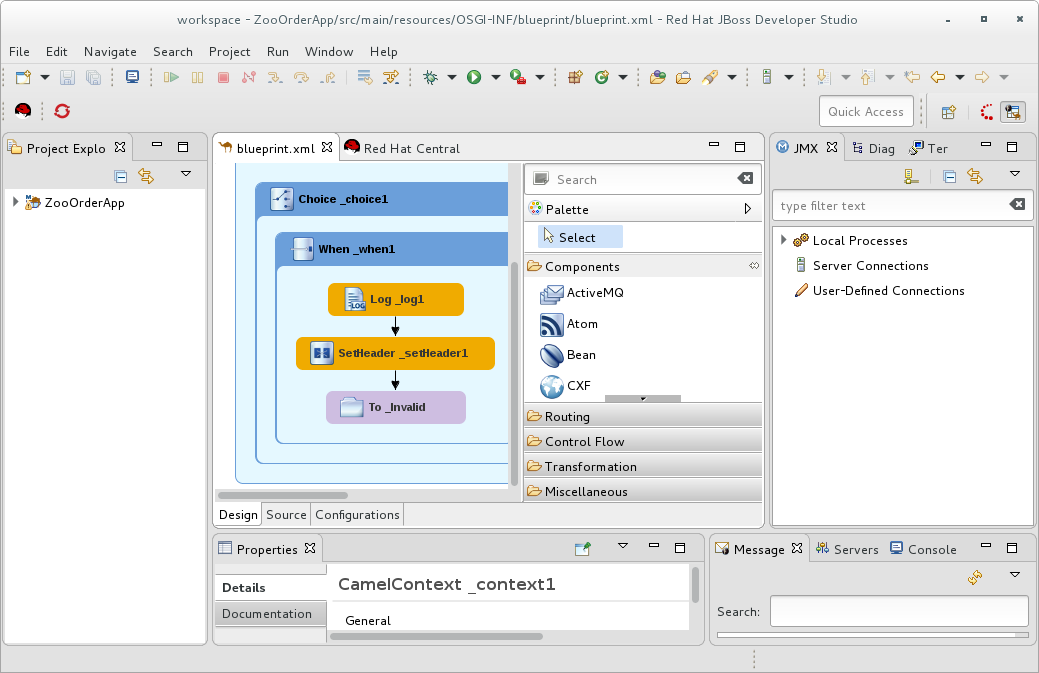 workspace - ZooOrderApp/src/main/resources/OSGI-INF/blueprint/blueprint.xml - Red Hat JBoss Developer Studio
File Edit Navigate Search Project Run Window Help
Quick Access
Project Explo
ZooOrderApp
blueprint.xml
Red Hat Central
Choice _choice1
When _when1
LOG
Log _log1
SetHeader _setHeader1
To _Invalid
Search
Palette
Select
Components
ActiveMQ
Atom
Bean
CXF
Routing
Control Flow
Transformation
Miscellaneous
Design Source Configurations
JMX Diag Ter
type filter text
Local Processes
Server Connections
User-Defined Connections
Properties
Details
Documentation
CamelContext _context1
General
Message Servers Console
Search: